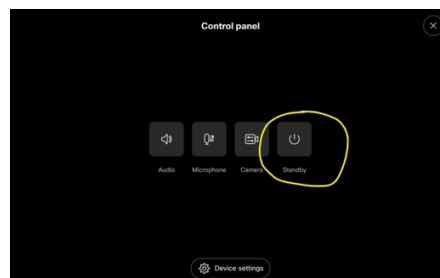 Control panel
Audio
Microphone
Camera
Standby
Device settings